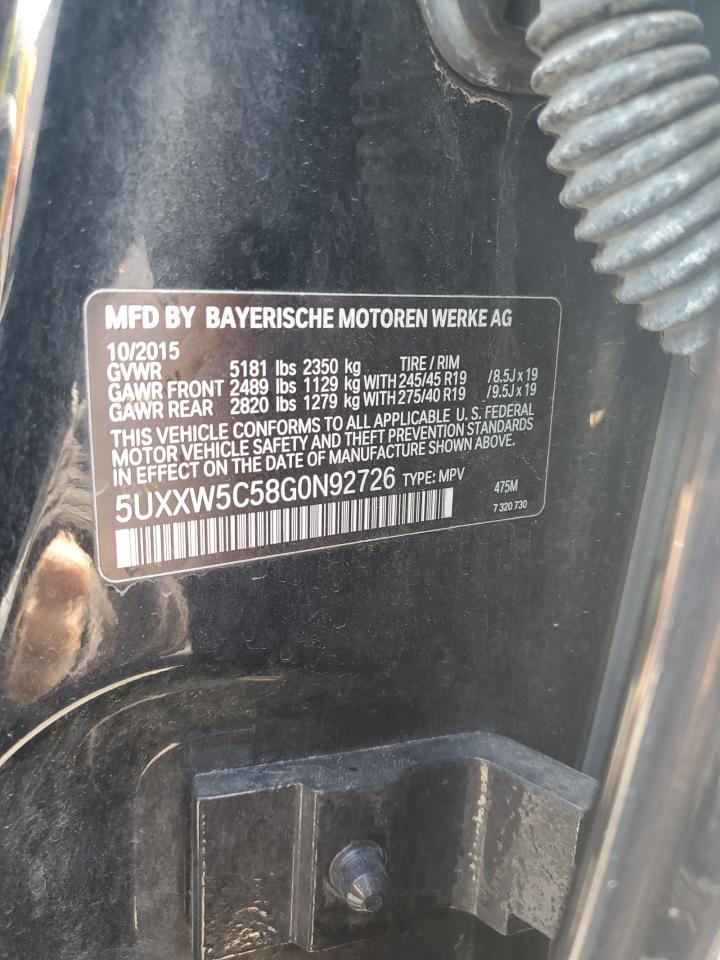 MFD BY BAYERISCHE MOTOREN WERKE AG
10/2015 TIRE / RIM
GVWR 5181 lbs 2350 kg
GAWR FRONT 2489 lbs 1129 kg WITH 245/45 R19 /8.5J x 19
GAWR REAR 2820 lbs 1279 kg WITH 275/40 R19 /9.5J x 19
THIS VEHICLE CONFORMS TO ALL APPLICABLE U. S. FEDERAL
MOTOR VEHICLE SAFETY AND THEFT PREVENTION STANDARDS
IN EFFECT ON THE DATE OF MANUFACTURE SHOWN ABOVE.
5UXXW5C58G0N92726 TYPE: MPV 475M
7 320 730